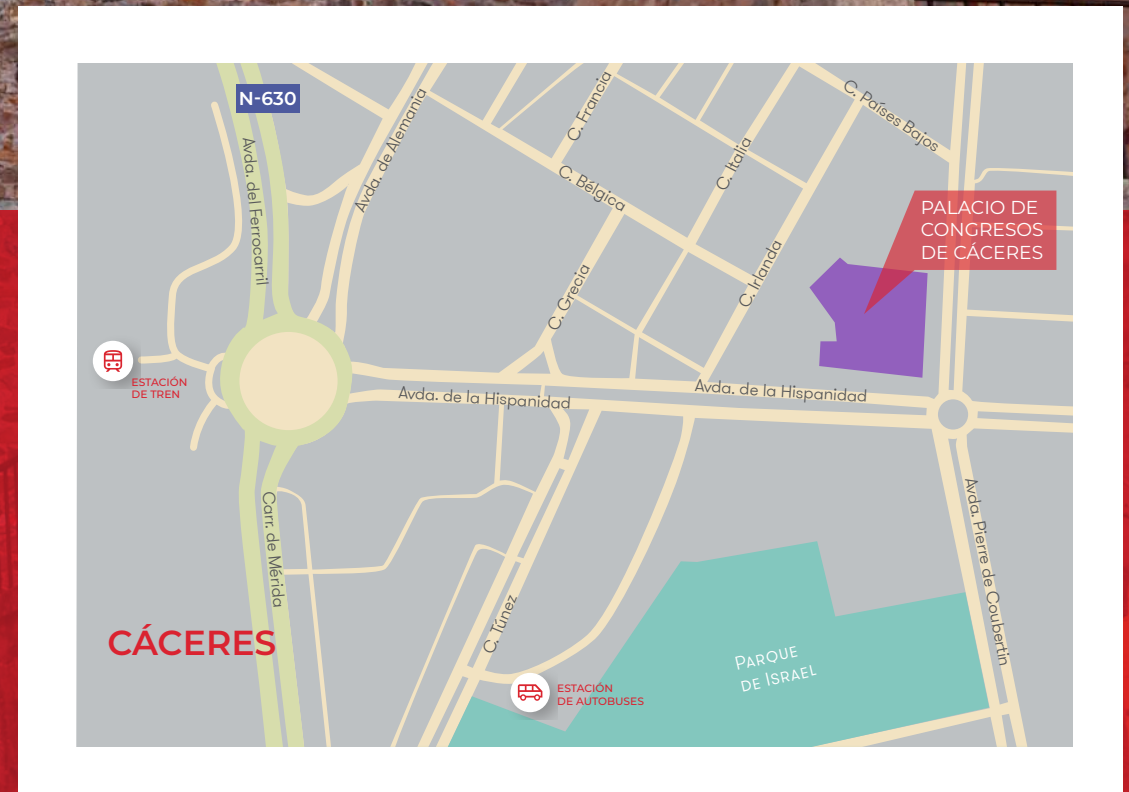 N-630
Avda. del Ferrocarril
Avda. de Alemania
C. Francia
C. Bélgica
C. Italia
C. Países Bajos
PALACIO DE
CONGRESOS
DE CÁCERES
C. Grecia
C. Irlanda
ESTACIÓN
DE TREN
Avda. de la Hispanidad
Avda. de la Hispanidad
Carr. de Mérida
Avda. Pierre de Coubertin
C. Túnez
CÁCERES
PARQUE
DE ISRAEL
ESTACIÓN
DE AUTOBUSES